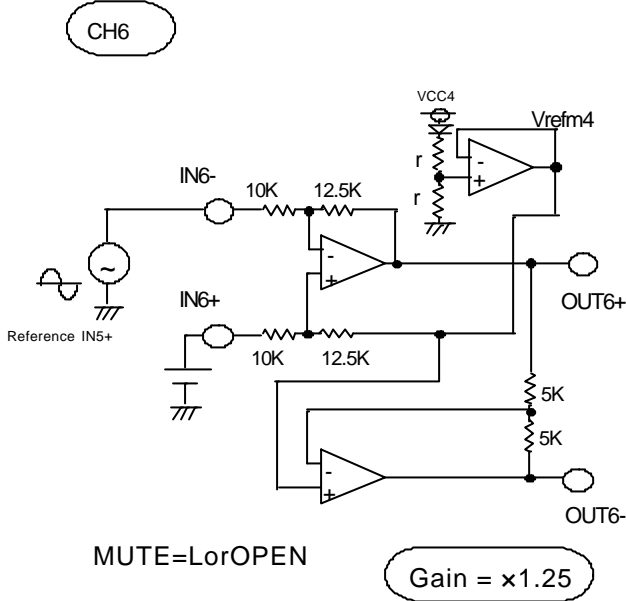 CH6
VCC4
Vrefm4
r
-
+
r
IN6-
10K
12.5K
-
+
~
Reference IN5+
IN6+
10K
12.5K
OUT6+
5K
5K
-
+
OUT6-
MUTE=LorOPEN
Gain = ×1.25